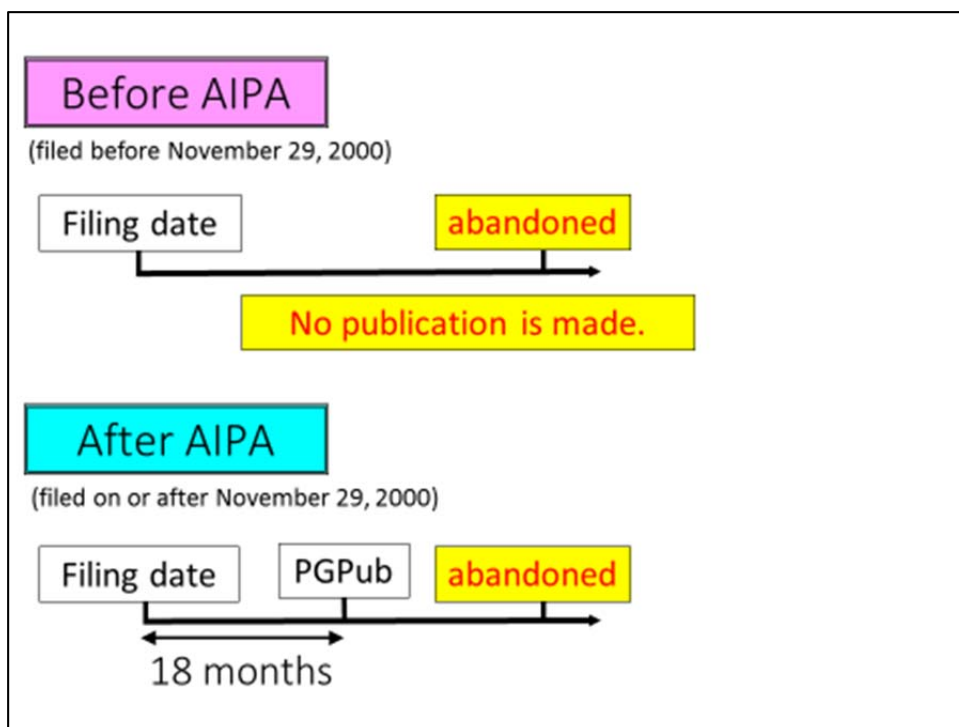 Before AIPA
(filed before November 29, 2000)
Filing date
abandoned
No publication is made.
After AIPA
(filed on or after November 29, 2000)
Filing date
PGPub
abandoned
18 months